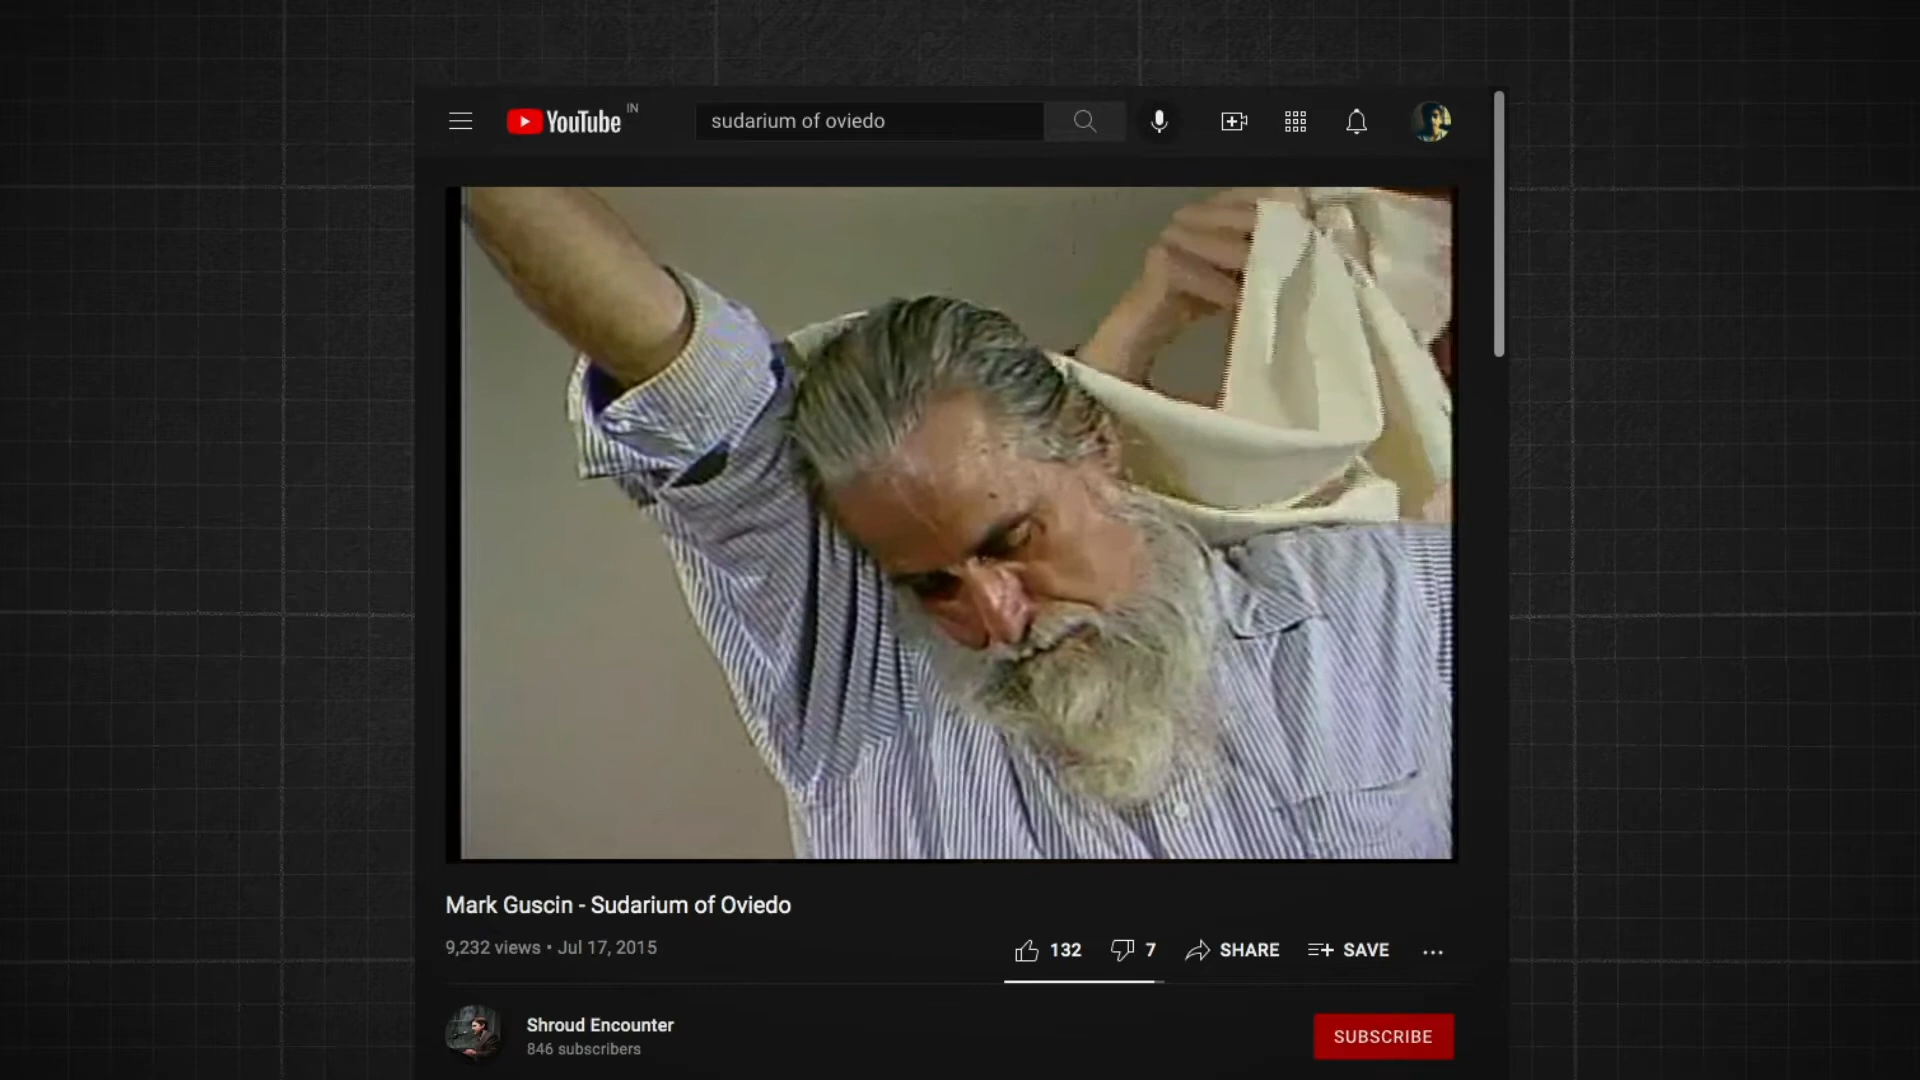 YouTube IN
sudarium of oviedo
Mark Guscin - Sudarium of Oviedo
9,232 views • Jul 17, 2015
132 7 SHARE SAVE
Shroud Encounter
846 subscribers
SUBSCRIBE